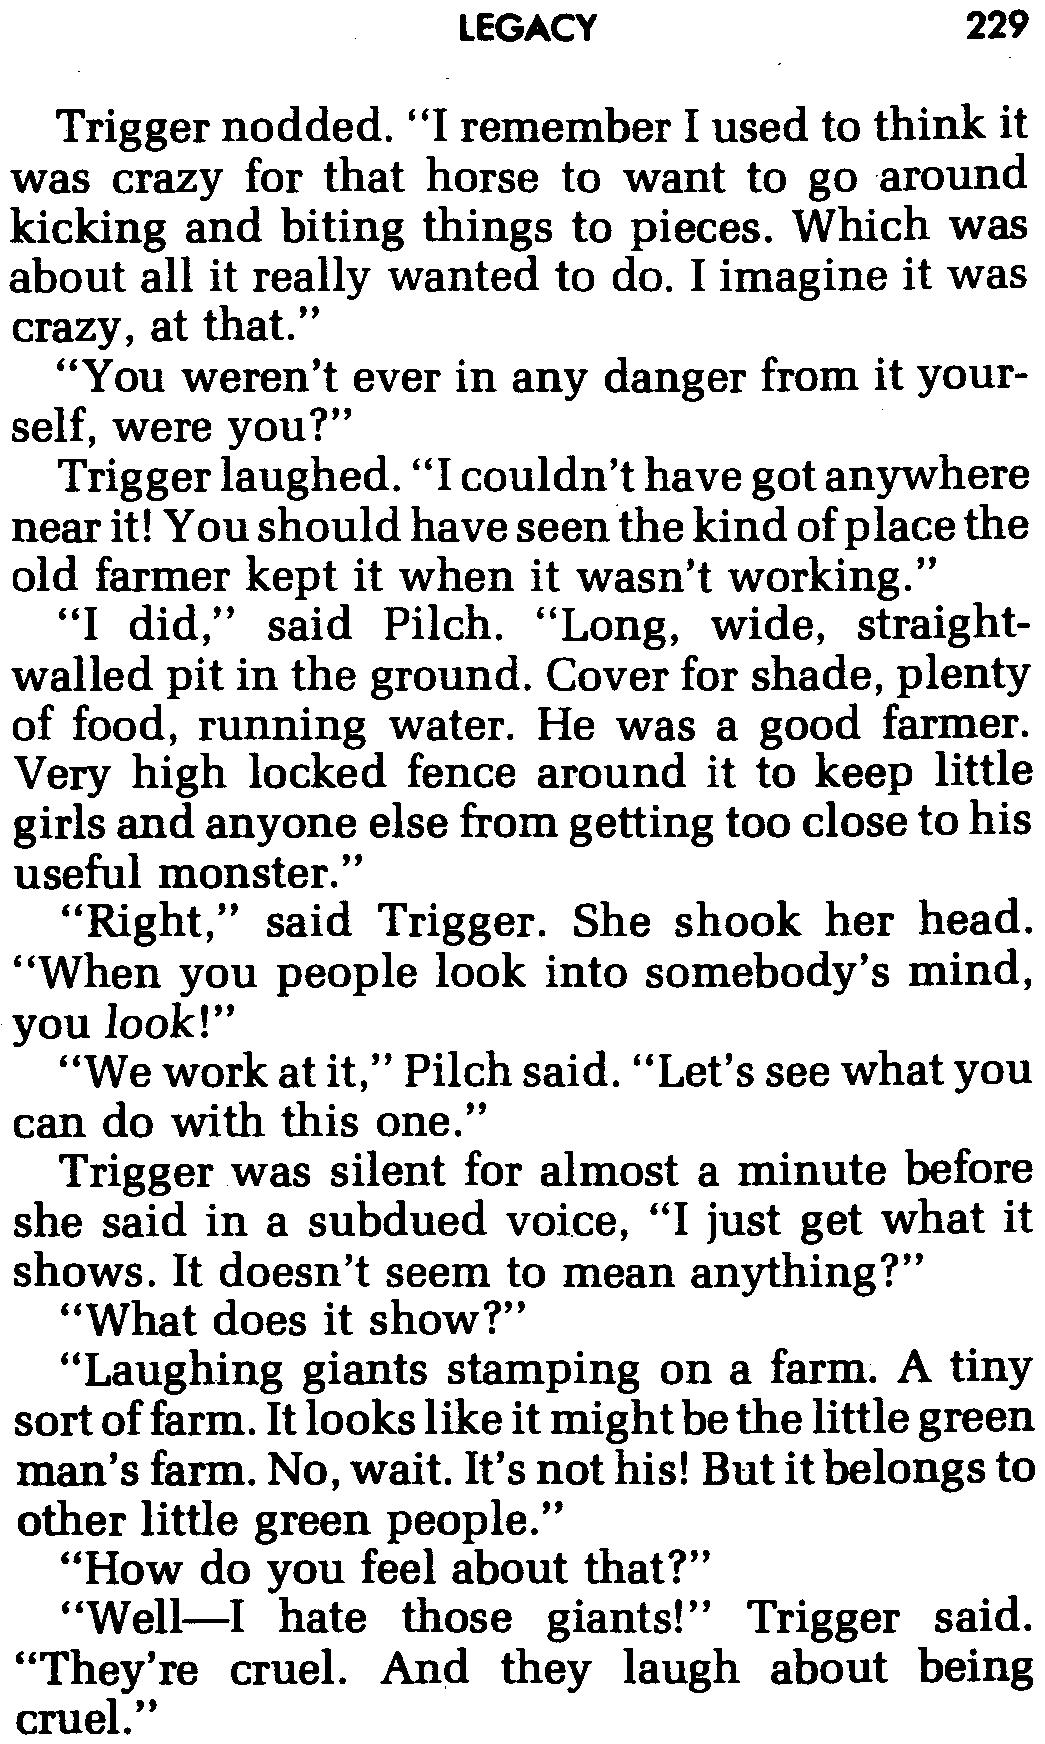 LEGACY 229
Trigger nodded. “I remember I used to think it
was crazy for that horse to want to go around
kicking and biting things to pieces. Which was
about all it really wanted to do. I imagine it was
crazy, at that.”
“You weren't ever in any danger from it your-
self, were you?”
Trigger laughed. “I couldn't have got anywhere
near it! You should have seen the kind of place the
old farmer kept it when it wasn't working.”
“I did,” said Pilch. “Long, wide, straight-
walled pit in the ground. Cover for shade, plenty
of food, running water. He was a good farmer.
Very high locked fence around it to keep little
girls and anyone else from getting too close to his
useful monster.”
“Right,” said Trigger. She shook her head.
“When you people look into somebody's mind,
you look!”
“We work at it,” Pilch said. “Let's see what you
can do with this one.”
Trigger was silent for almost a minute before
she said in a subdued voice, “I just get what it
shows. It doesn't seem to mean anything?”
“What does it show?”
“Laughing giants stamping on a farm. A tiny
sort of farm. It looks like it might be the little green
man's farm. No, wait. It's not his! But it belongs to
other little green people.”
“How do you feel about that?”
“Well—I hate those giants!” Trigger said.
“They're cruel. And they laugh about being
cruel.”